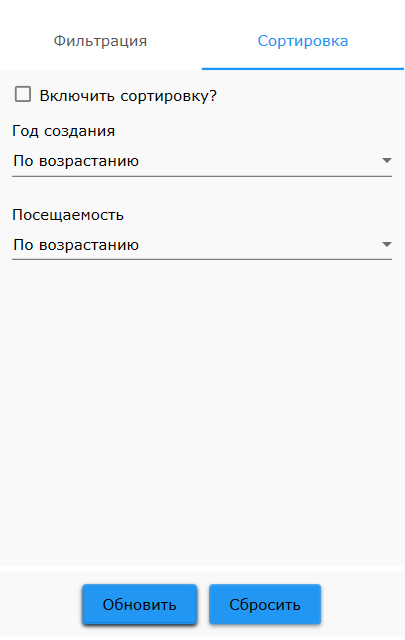 Фильтрация Сортировка
Включить сортировку?
Год создания
По возрастанию
Посещаемость
По возрастанию
Обновить Сбросить